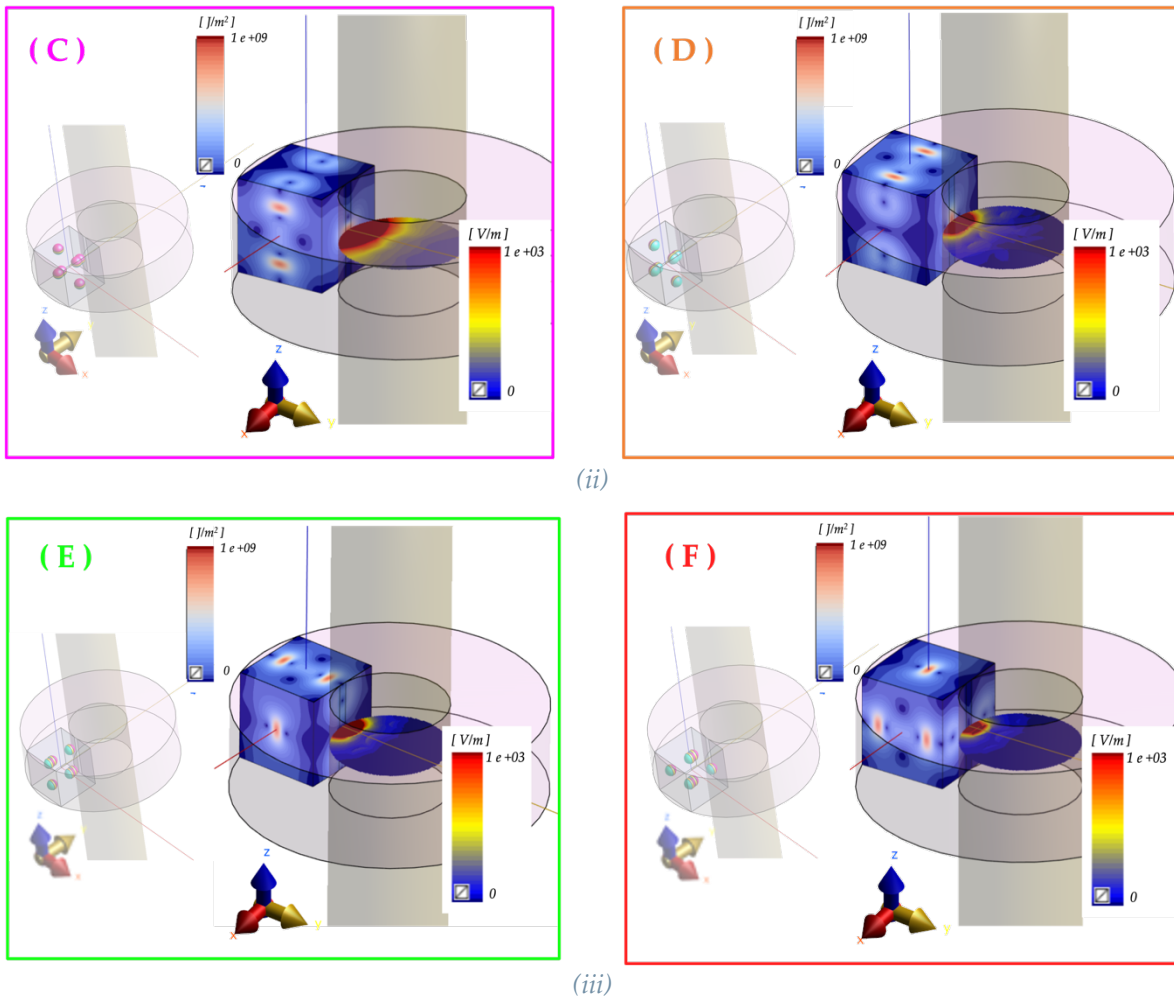 [ J/m² ]
1 e +09
( C )
0
[ V/m ]
1 e +03
0
z
y
x
z
y
x
[ J/m² ]
1 e +09
( D )
0
[ V/m ]
1 e +03
0
z
y
x
z
y
x
(ii)
[ J/m² ]
1 e +09
( E )
0
[ V/m ]
1 e +03
0
z
y
x
z
y
x
[ J/m² ]
1 e +09
( F )
0
[ V/m ]
1 e +03
0
z
y
x
z
y
x
(iii)